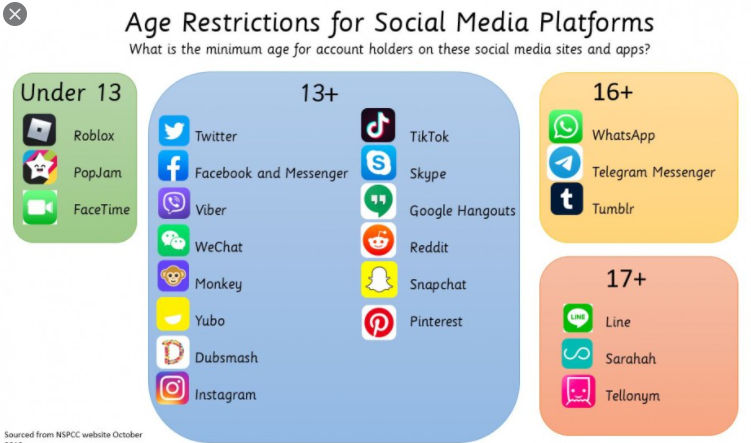 Age Restrictions for Social Media Platforms
What is the minimum age for account holders on these social media sites and apps?
Under 13
Roblox
PopJam
FaceTime
13+
Twitter
Facebook and Messenger
Viber
WeChat
Monkey
Yubo
Dubsmash
Instagram
TikTok
Skype
Google Hangouts
Reddit
Snapchat
Pinterest
16+
WhatsApp
Telegram Messenger
Tumblr
17+
LINE
Line
Sarahah
Tellonym
Sourced from NSPCC website October